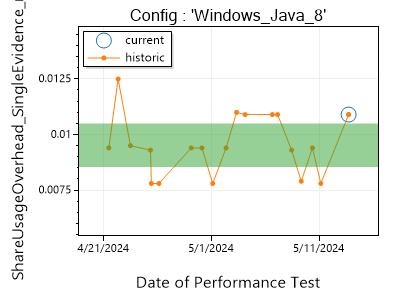 Config : 'Windows_Java_8'
current
historic
ShareUsageOverhead_SingleEvidence_
0.0125
0.01
0.0075
4/21/2024
5/1/2024
5/11/2024
Date of Performance Test